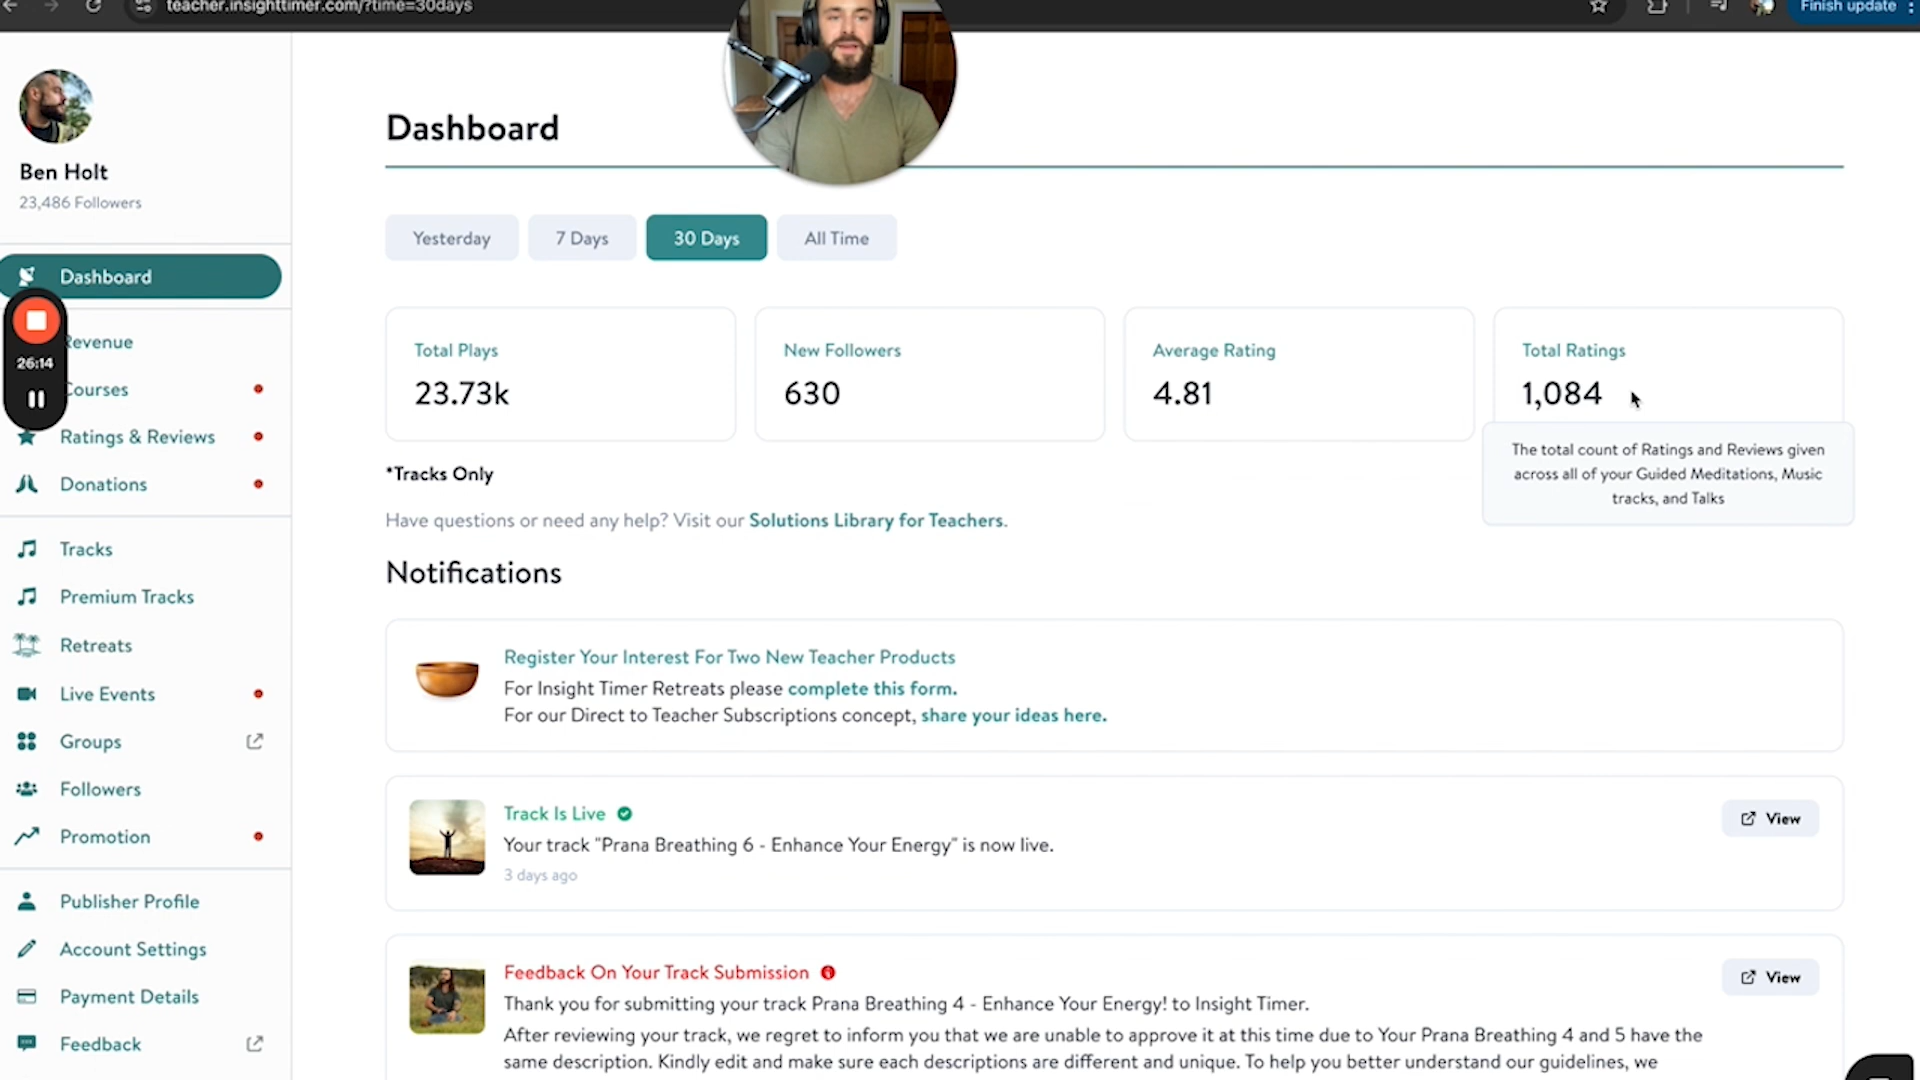 teacher.insighttimer.com/?time=30days
Finish update
Ben Holt
23,486 Followers
Dashboard
26:14
Revenue
Courses
Ratings & Reviews
Donations
Tracks
Premium Tracks
Retreats
Live Events
Groups
Followers
Promotion
Publisher Profile
Account Settings
Payment Details
Feedback
Dashboard
Yesterday
7 Days
30 Days
All Time
Total Plays
23.73k
New Followers
630
Average Rating
4.81
Total Ratings
1,084
The total count of Ratings and Reviews given
across all of your Guided Meditations, Music
tracks, and Talks
*Tracks Only
Have questions or need any help? Visit our Solutions Library for Teachers.
Notifications
Register Your Interest For Two New Teacher Products
For Insight Timer Retreats please complete this form.
For our Direct to Teacher Subscriptions concept, share your ideas here.
Track Is Live
Your track "Prana Breathing 6 - Enhance Your Energy" is now live.
3 days ago
View
Feedback On Your Track Submission
Thank you for submitting your track Prana Breathing 4 - Enhance Your Energy! to Insight Timer.
After reviewing your track, we regret to inform you that we are unable to approve it at this time due to Your Prana Breathing 4 and 5 have the
same description. Kindly edit and make sure each descriptions are different and unique. To help you better understand our guidelines, we
View